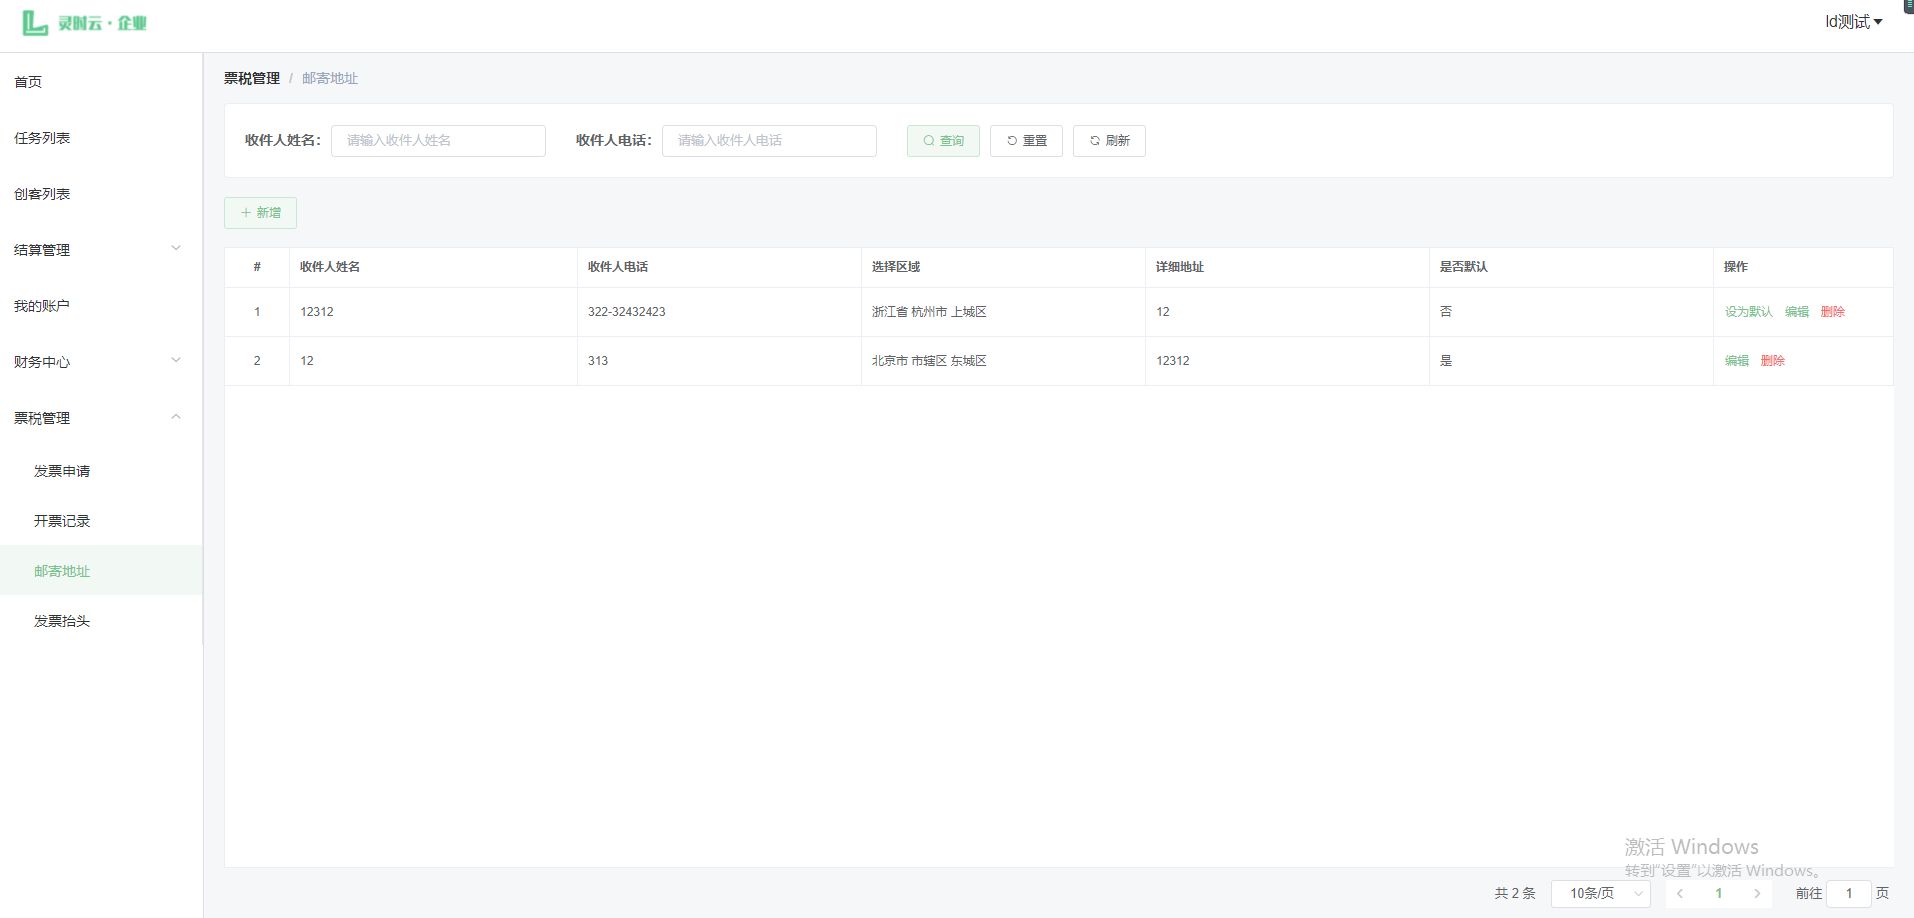 灵时云·企业
ld测试
首页
任务列表
创客列表
结算管理
我的账户
财务中心
票税管理
发票申请
开票记录
邮寄地址
发票抬头
票税管理 / 邮寄地址
收件人姓名： 请输入收件人姓名 收件人电话： 请输入收件人电话 查询 重置 刷新
+ 新增
# 收件人姓名 收件人电话 选择区域 详细地址 是否默认 操作
1 12312 322-32432423 浙江省 杭州市 上城区 12 否 设为默认 编辑 删除
2 12 313 北京市 市辖区 东城区 12312 是 编辑 删除
激活 Windows
转到“设置”以激活 Windows。
共 2 条 10条/页 1 前往 1 页